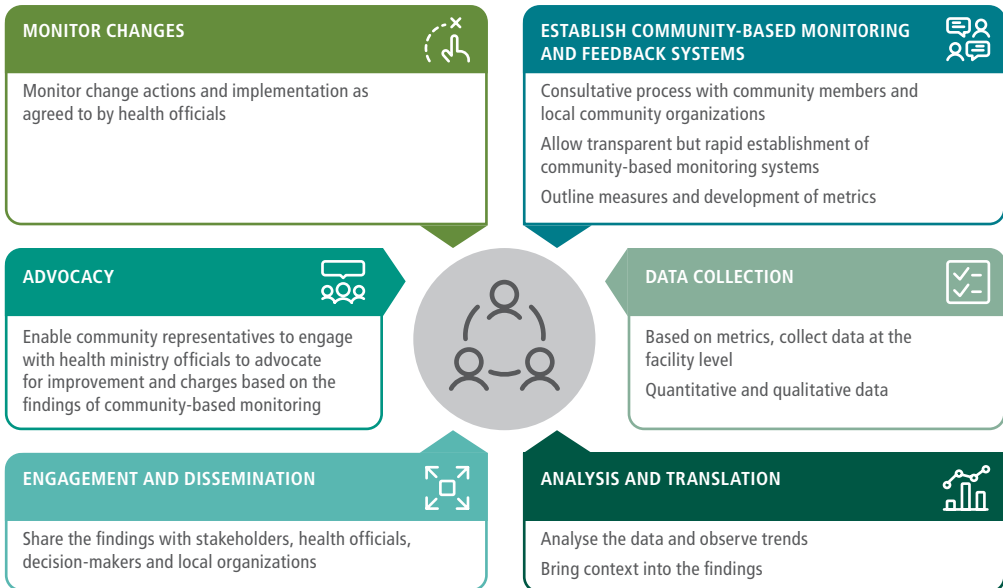 MONITOR CHANGES
Monitor change actions and implementation as
agreed to by health officials
ESTABLISH COMMUNITY-BASED MONITORING
AND FEEDBACK SYSTEMS
Consultative process with community members and
local community organizations
Allow transparent but rapid establishment of
community-based monitoring systems
Outline measures and development of metrics
ADVOCACY
Enable community representatives to engage
with health ministry officials to advocate
for improvement and charges based on the
findings of community-based monitoring
DATA COLLECTION
Based on metrics, collect data at the
facility level
Quantitative and qualitative data
ENGAGEMENT AND DISSEMINATION
Share the findings with stakeholders, health officials,
decision-makers and local organizations
ANALYSIS AND TRANSLATION
Analyse the data and observe trends
Bring context into the findings